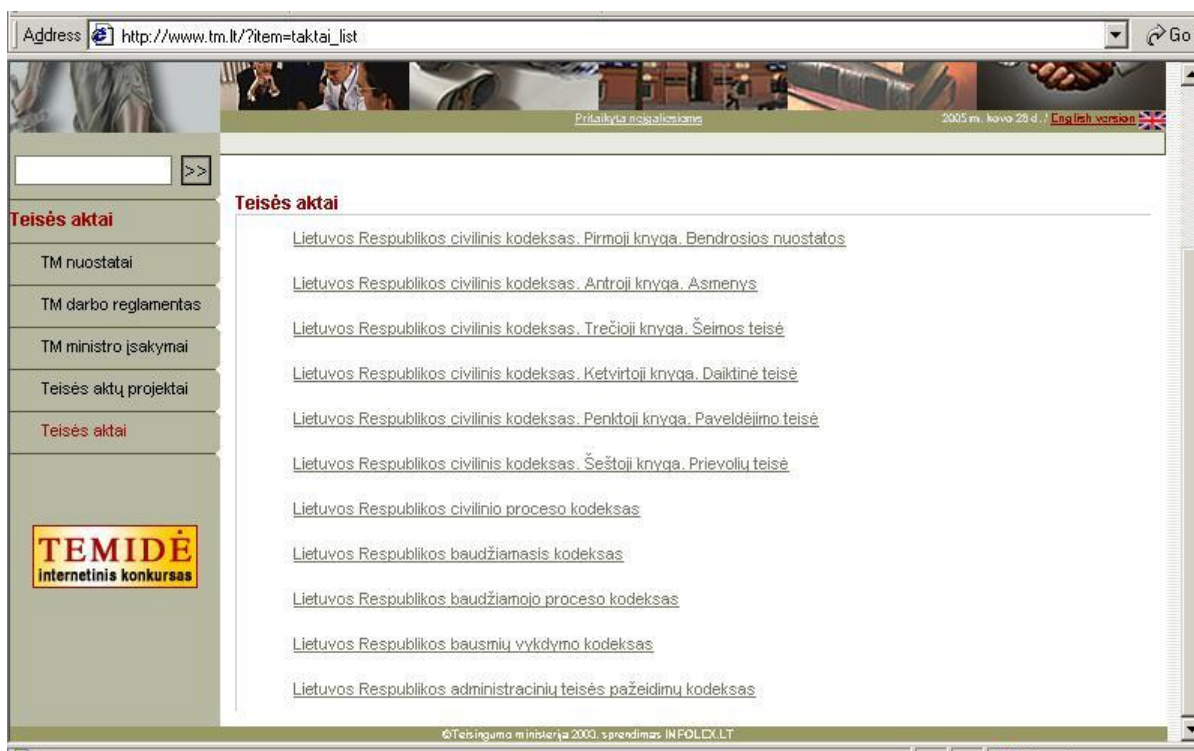 Address http://www.tm.lt/?item=taktai_list Go
Pritaikyta neįgaliesiems 2005 m. kovo 28 d. / English version
>>
Teisės aktai
TM nuostatai
TM darbo reglamentas
TM ministro įsakymai
Teisės aktų projektai
Teisės aktai
TEMIDĖ
internetinis konkursas
Teisės aktai
Lietuvos Respublikos civilinis kodeksas. Pirmoji knyga. Bendrosios nuostatos
Lietuvos Respublikos civilinis kodeksas. Antroji knyga. Asmenys
Lietuvos Respublikos civilinis kodeksas. Trečioji knyga. Šeimos teisė
Lietuvos Respublikos civilinis kodeksas. Ketvirtoji knyga. Daiktinė teisė
Lietuvos Respublikos civilinis kodeksas. Penktoji knyga. Paveldėjimo teisė
Lietuvos Respublikos civilinis kodeksas. Šeštoji knyga. Prievolių teisė
Lietuvos Respublikos civilinio proceso kodeksas
Lietuvos Respublikos baudžiamasis kodeksas
Lietuvos Respublikos baudžiamojo proceso kodeksas
Lietuvos Respublikos bausmių vykdymo kodeksas
Lietuvos Respublikos administracinių teisės pažeidimų kodeksas
©Teisingumo ministerija 2003. sprendimas INFOLEX.LT